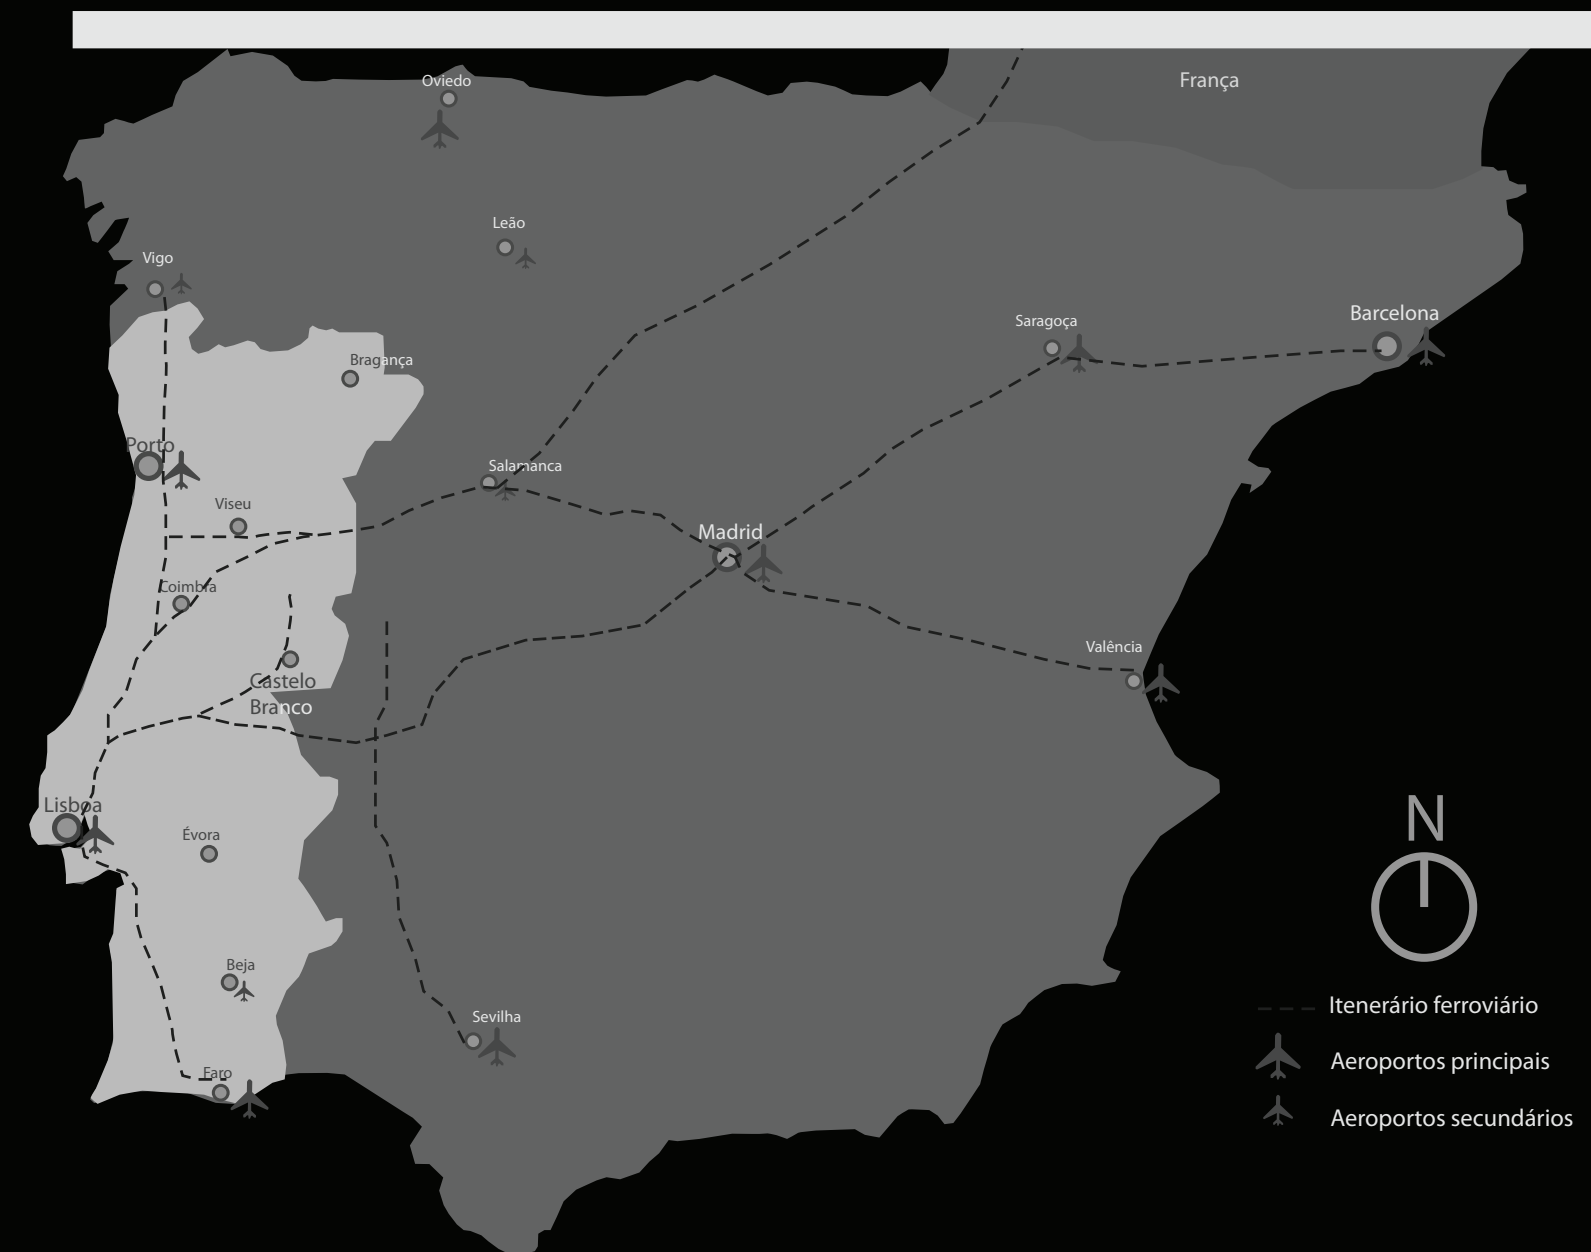 França
Oviedo
Leão
Vigo
Barcelona
Saragoça
Bragança
Porto
Salamanca
Viseu
Madrid
Coimbra
Valência
Castelo
Branco
Lisboa
Évora
N
Beja
Itenerário ferroviário
Sevilha
Aeroportos principais
Faro
Aeroportos secundários